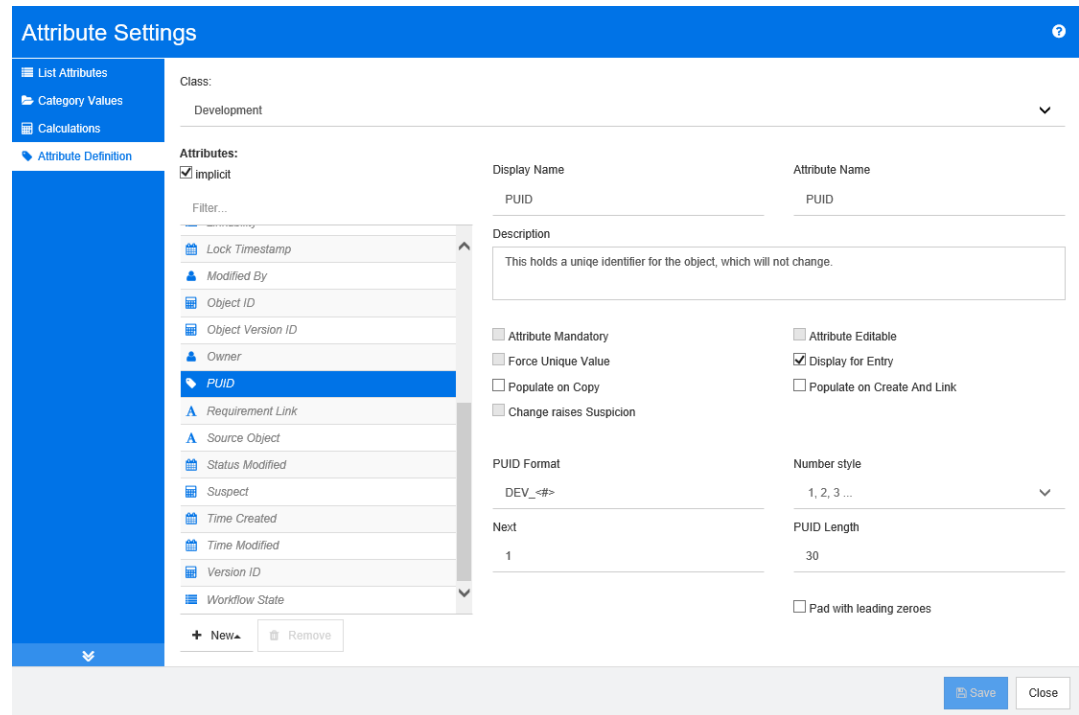 Attribute Settings
List Attributes
Category Values
Calculations
Attribute Definition
Class:
Development
Attributes:
implicit
Filter...
Lock Timestamp
Modified By
Object ID
Object Version ID
Owner
PUID
Requirement Link
Source Object
Status Modified
Suspect
Time Created
Time Modified
Version ID
Workflow State
New
Remove
Display Name
Attribute Name
PUID
PUID
Description
This holds a uniqe identifier for the object, which will not change.
Attribute Mandatory
Attribute Editable
Force Unique Value
Display for Entry
Populate on Copy
Populate on Create And Link
Change raises Suspicion
PUID Format
Number style
DEV_<#>
1, 2, 3 ...
Next
PUID Length
1
30
Pad with leading zeroes
Save
Close